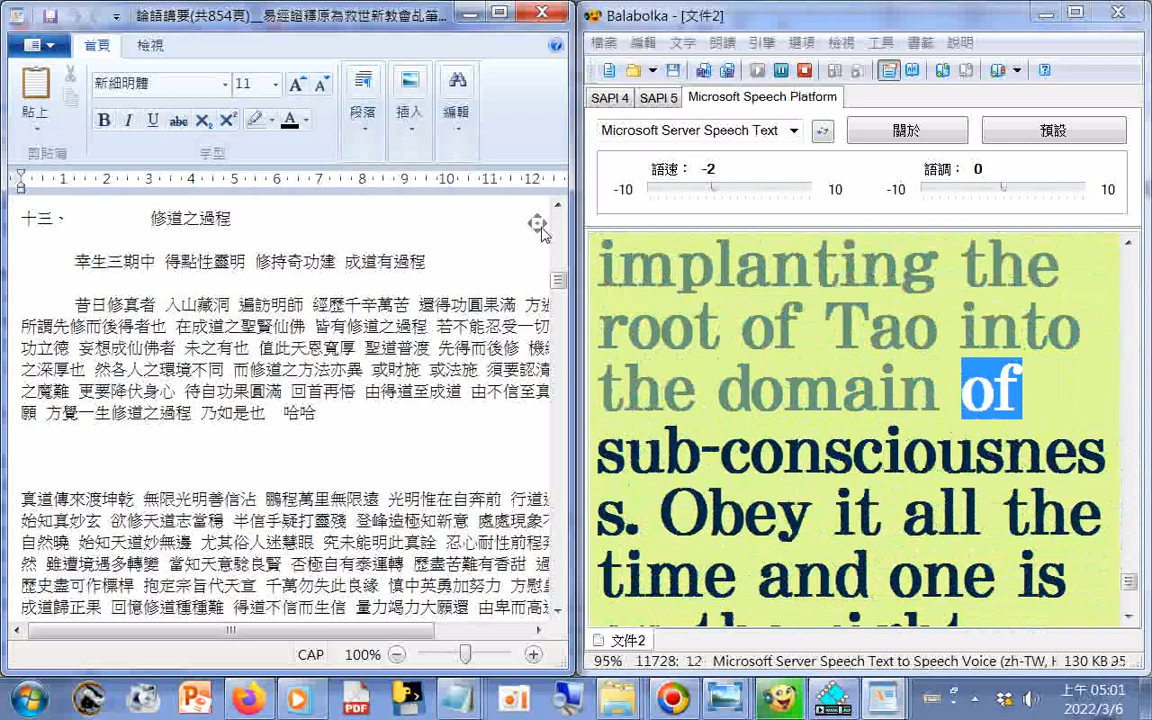 論語講要(共854頁)__易經證釋原為救世新教會乩筆...
Balabolka - [文件2]
首頁
檢視
檔案 編輯 文字 朗讀 引擎 選項 檢視 工具 書籤 說明
新細明體
11
貼上
B I U abc X₂ X²
A
段落
插入
編輯
剪貼簿
字型
SAPI 4
SAPI 5
Microsoft Speech Platform
Microsoft Server Speech Text
關於
預設
語速： -2
語調： 0
-10
10
-10
10
1 2 3 4 5 6 7 8 9 10 11 12
十三、 修道之過程
幸生三期中 得點性靈明 修持奇功建 成道有過程
昔日修真者 入山藏洞 遍訪明師 經歷千辛萬苦 還得功圓果滿 方
所謂先修而後得者也 在成道之聖賢仙佛 皆有修道之過程 若不能忍受一切
功立德 妄想成仙佛者 未之有也 值此天恩寬厚 聖道普渡 先得而後修 機
之深厚也 然各人之環境不同 而修道之方法亦異 或財施 或法施 須要認清
之魔難 更要降伏身心 待自功果圓滿 回首再悟 由得道至成道 由不信至真
願 方覺一生修道之過程 乃如是也 哈哈
真道傳來渡坤乾 無限光明善信沾 鵬程萬里無限遠 光明惟在自奔前 行道
始知真妙玄 欲修天道志當穩 半信手疑打靈殘 登峰造極知新意 處處現象
自然曉 始知天道妙無邊 尤其俗人迷慧眼 究未能明此真詮 忍心耐性前程
然 雖遭境遇多轉變 當知天意騐良賢 否極自有泰運轉 歷盡苦難有香甜
歷史盡可作標桿 抱定宗旨代天宣 千萬勿失此良緣 慎中英勇加努力 方慰
成道歸正果 回憶修道種種難 得道不信而生信 量力竭力大願還 由卑而高
implanting the
root of Tao into
the domain of
sub-consciousnes
s. Obey it all the
time and one is
文件2
CAP
100%
95%
11728: 12
Microsoff Server Speech Text to Speech Voice (zh-TW, H
130 KB
上午 05:01
2022/3/6